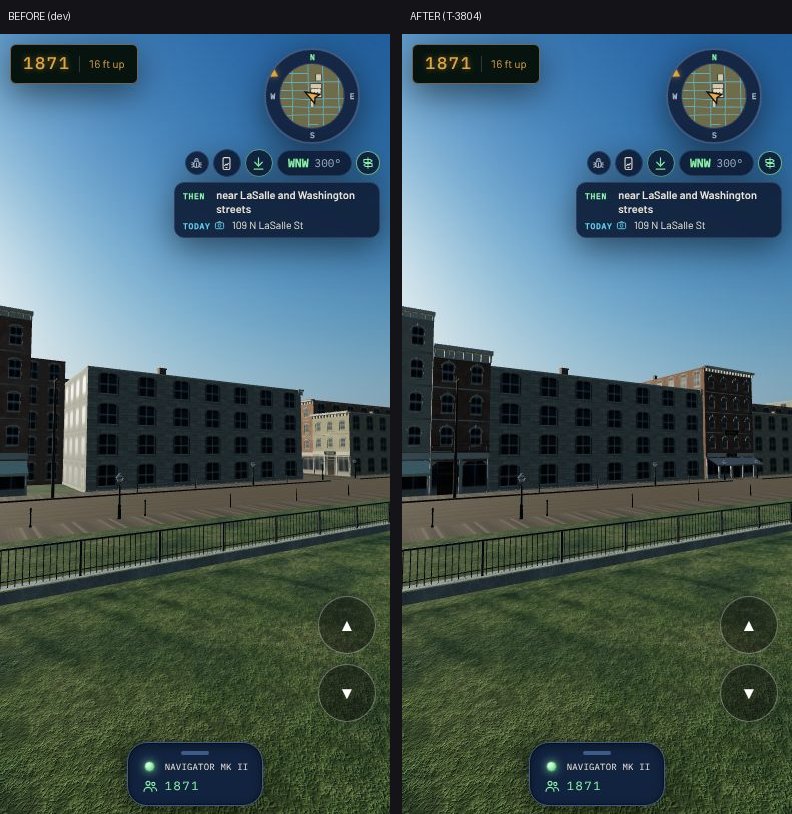 BEFORE (dev)
1871 16 ft up
N
W E
S
WNW 300°
THEN near LaSalle and Washington
streets
TODAY 109 N LaSalle St
NAVIGATOR MK II
1871
AFTER (T-3804)
1871 16 ft up
N
W E
S
WNW 300°
THEN near LaSalle and Washington
streets
TODAY 109 N LaSalle St
NAVIGATOR MK II
1871